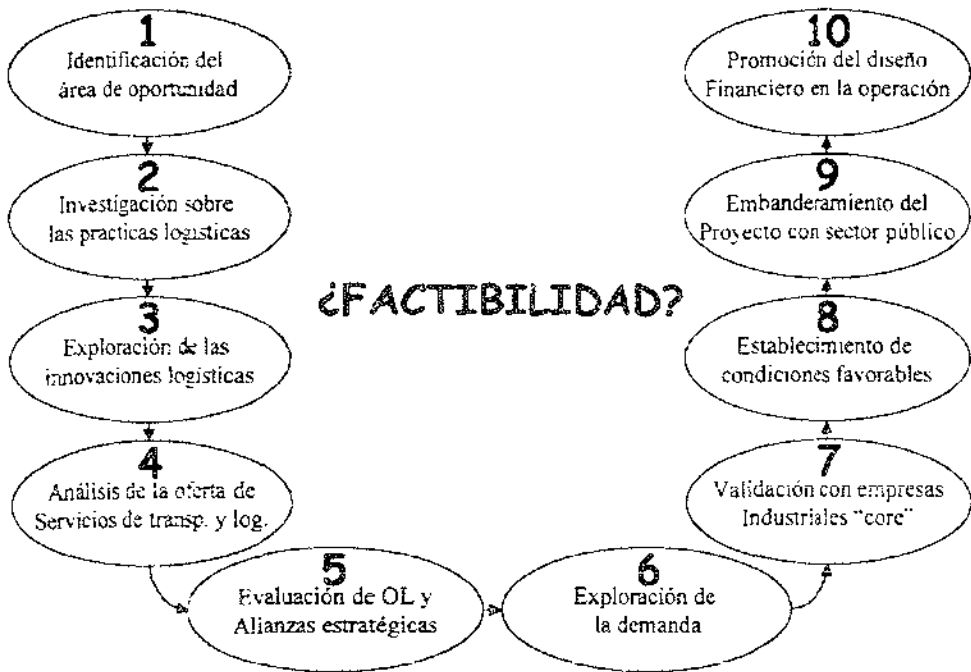 1
Identificación del
área de oportunidad
2
Investigación sobre
las practicas logisticas
3
Exploración de las
innovaciones logísticas
4
Análisis de la oferta de
Servicios de transp. y log.
5
Evaluación de OL y
Alianzas estratégicas
6
Exploración de
la demanda
7
Validación con empresas
Industriales "core"
8
Establecimiento de
condiciones favorables
9
Embanderamiento del
Proyecto con sector público
10
Promoción del diseño
Financiero en la operación
¿FACTIBILIDAD?